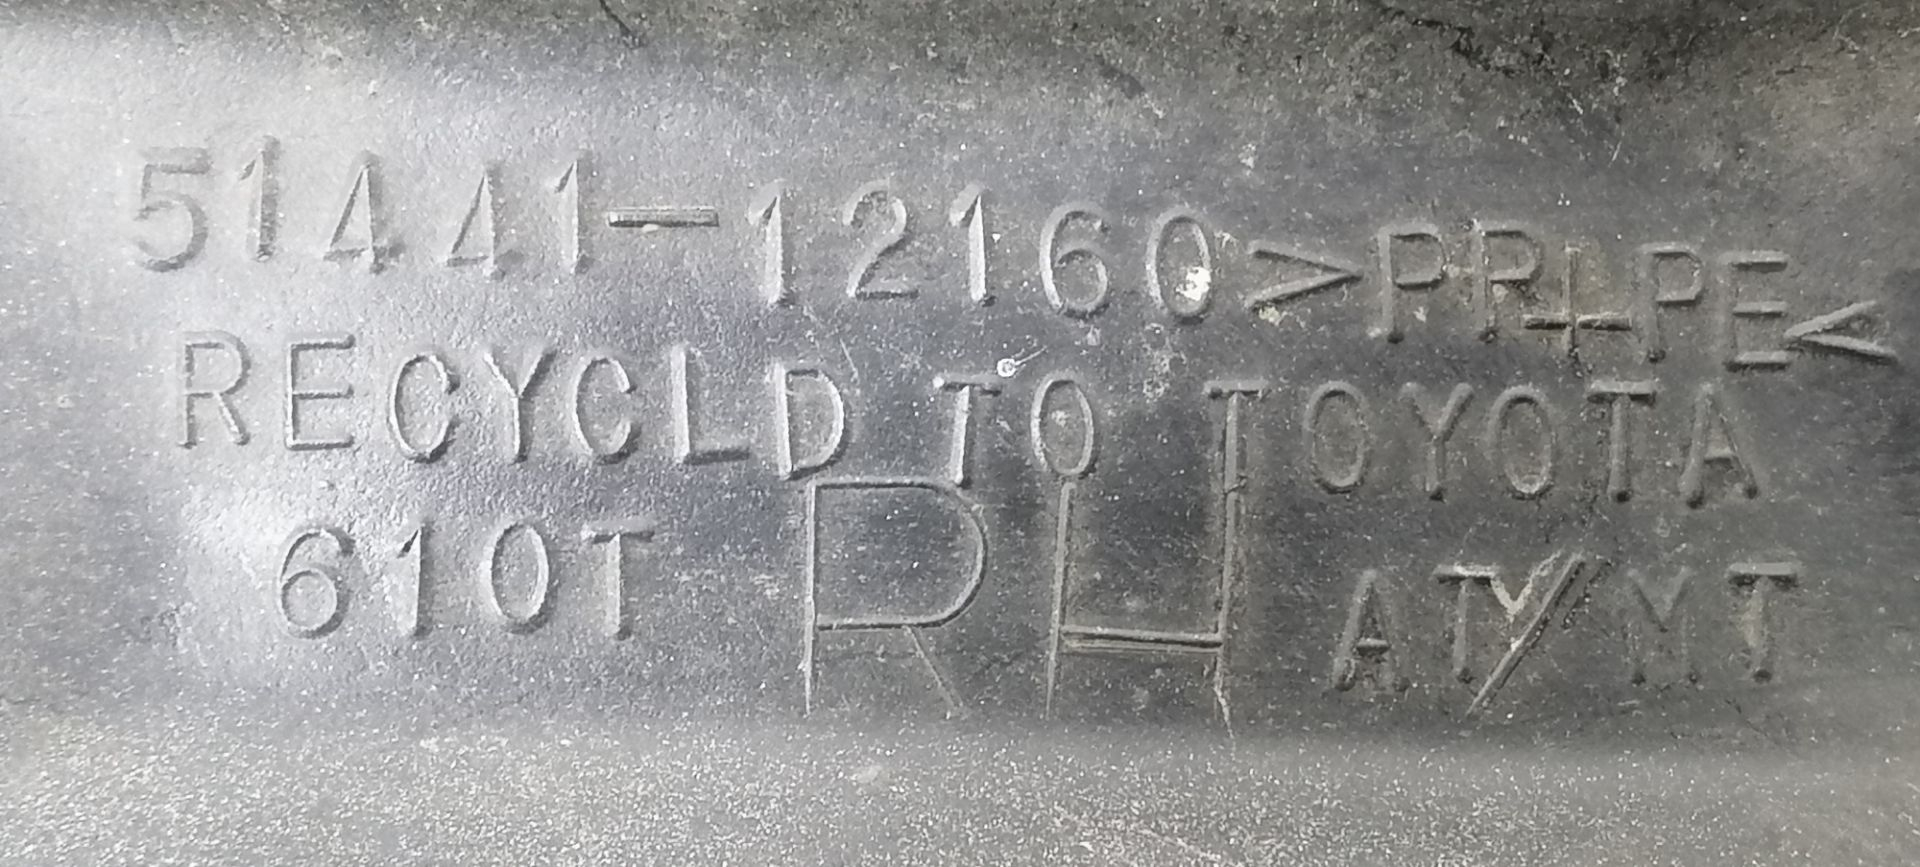 51441-12160 >PP+PE<
RECYCLD TO TOYOTA
610T RH AT/MT